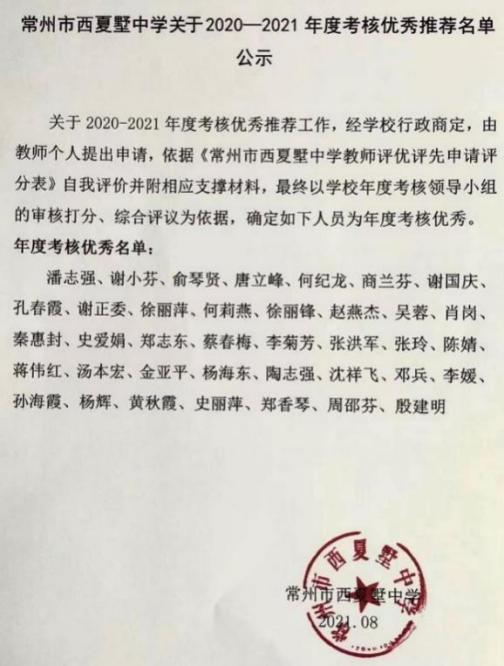 常州市西夏墅中学关于2020—2021年度考核优秀推荐名单
公示
关于2020-2021年度考核优秀推荐工作，经学校行政商定，由
教师个人提出申请，依据《常州市西夏墅中学教师评优评先申请评
分表》自我评价并附相应支撑材料，最终以学校年度考核领导小组
的审核打分、综合评议为依据，确定如下人员为年度考核优秀。
年度考核优秀名单：
潘志强、谢小芬、俞琴贤、唐立峰、何纪龙、商兰芬、谢国庆、
孔春霞、谢正委、徐丽萍、何莉燕、徐丽锋、赵燕杰、吴蓉、肖岗、
秦惠封、史爱娟、郑志东、蔡春梅、李菊芳、张洪军、张玲、陈婧、
蒋伟红、汤本宏、金亚平、杨海东、陶志强、沈祥飞、邓兵、李媛、
孙海霞、杨辉、黄秋霞、史丽萍、郑香琴、周邵芬、殷建明
常州市西夏墅中学
常州市西夏墅中学
2021.08